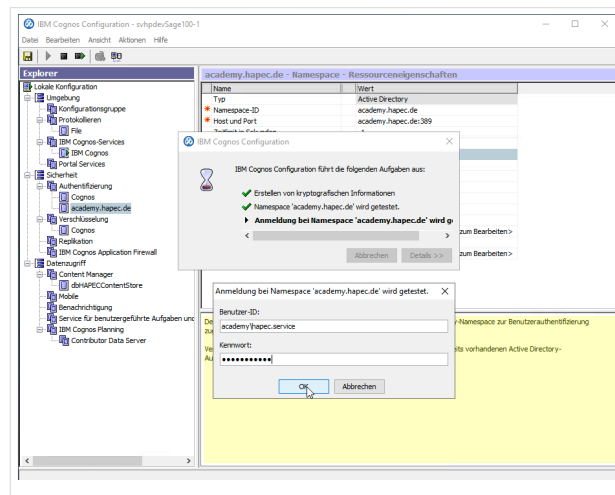 IBM Cognos Configuration - svhpdevSage100-1
Datei Bearbeiten Ansicht Aktionen Hilfe
Explorer
Lokale Konfiguration
Umgebung
Konfigurationsgruppe
Protokollieren
File
IBM Cognos-Services
IBM Cognos
Portal Services
Sicherheit
Authentifizierung
Cognos
academy.hapec.de
Verschlüsselung
Cognos
Replikation
IBM Cognos Application Firewall
Datenzugriff
Content Manager
dbHAPECContentStore
Mobile
Benachrichtigung
Service für benutzergeführte Aufgaben unc
IBM Cognos Planning
Contributor Data Server
academy.hapec.de - Namespace - Ressourceneigenschaften
Name Wert
Typ Active Directory
* Namespace-ID academy.hapec.de
* Host und Port academy.hapec.de:389
IBM Cognos Configuration
IBM Cognos Configuration führt die folgenden Aufgaben aus:
Erstellen von kryptografischen Informationen
Namespace 'academy.hapec.de' wird getestet.
Anmeldung bei Namespace 'academy.hapec.de' wird ge
Abbrechen Details >>
zum Bearbeiten>
zum Bearbeiten>
Anmeldung bei Namespace 'academy.hapec.de' wird getestet.
Benutzer-ID:
academy\hapec.service
Kennwort:
OK Abbrechen
De
y-Namespace zur Benutzerauthentifizierung
zug
Ve
its vorhandenen Active Directory-
Au